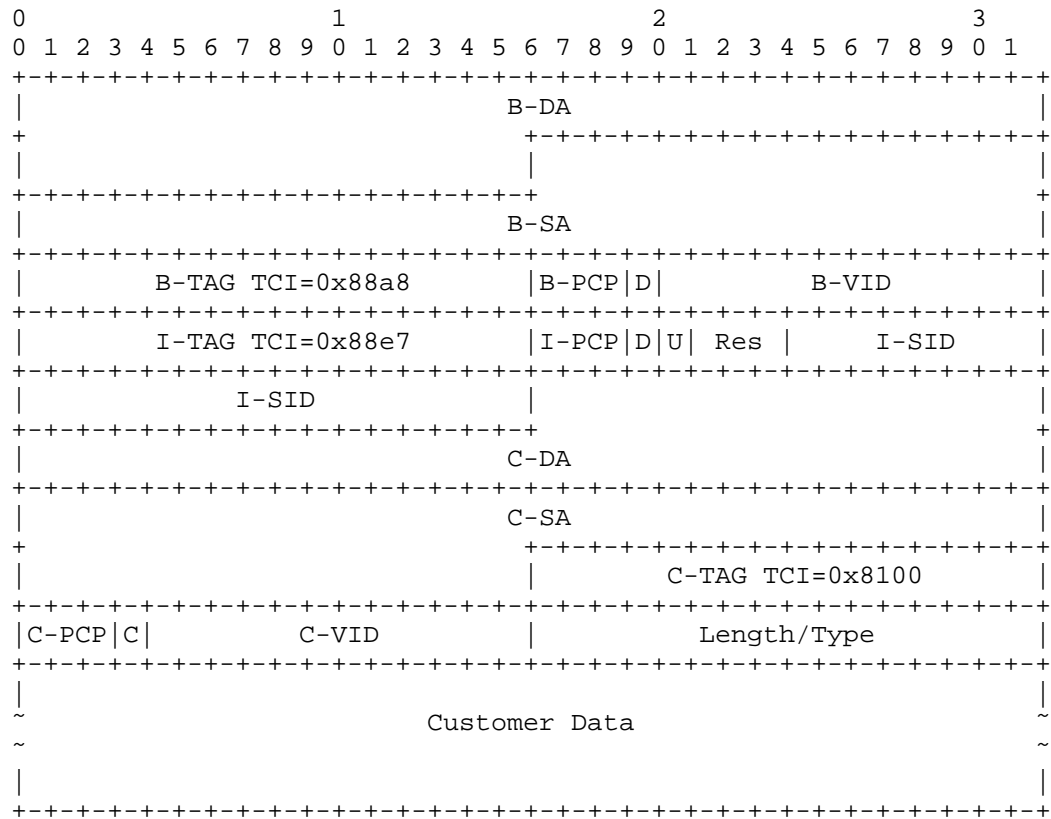 0                   1                   2                   3
0 1 2 3 4 5 6 7 8 9 0 1 2 3 4 5 6 7 8 9 0 1 2 3 4 5 6 7 8 9 0 1
+-+-+-+-+-+-+-+-+-+-+-+-+-+-+-+-+-+-+-+-+-+-+-+-+-+-+-+-+-+-+-+-+
|                              B-DA                             |
+                               +-+-+-+-+-+-+-+-+-+-+-+-+-+-+-+-+
|                               |                               |
+-+-+-+-+-+-+-+-+-+-+-+-+-+-+-+-+                               +
|                              B-SA                             |
+-+-+-+-+-+-+-+-+-+-+-+-+-+-+-+-+-+-+-+-+-+-+-+-+-+-+-+-+-+-+-+-+
|        B-TAG TCI=0x88a8       |B-PCP|D|         B-VID         |
+-+-+-+-+-+-+-+-+-+-+-+-+-+-+-+-+-+-+-+-+-+-+-+-+-+-+-+-+-+-+-+-+
|        I-TAG TCI=0x88e7       |I-PCP|D|U| Res |     I-SID     |
+-+-+-+-+-+-+-+-+-+-+-+-+-+-+-+-+-+-+-+-+-+-+-+-+-+-+-+-+-+-+-+-+
|             I-SID             |                               |
+-+-+-+-+-+-+-+-+-+-+-+-+-+-+-+-+                               +
|                              C-DA                             |
+-+-+-+-+-+-+-+-+-+-+-+-+-+-+-+-+-+-+-+-+-+-+-+-+-+-+-+-+-+-+-+-+
|                              C-SA                             |
+                               +-+-+-+-+-+-+-+-+-+-+-+-+-+-+-+-+
|                               |        C-TAG TCI=0x8100       |
+-+-+-+-+-+-+-+-+-+-+-+-+-+-+-+-+-+-+-+-+-+-+-+-+-+-+-+-+-+-+-+-+
|C-PCP|C|         C-VID         |          Length/Type          |
+-+-+-+-+-+-+-+-+-+-+-+-+-+-+-+-+-+-+-+-+-+-+-+-+-+-+-+-+-+-+-+-+
|                                                               |
~                         Customer Data                         ~
~                                                               ~
|                                                               |
+-+-+-+-+-+-+-+-+-+-+-+-+-+-+-+-+-+-+-+-+-+-+-+-+-+-+-+-+-+-+-+-+